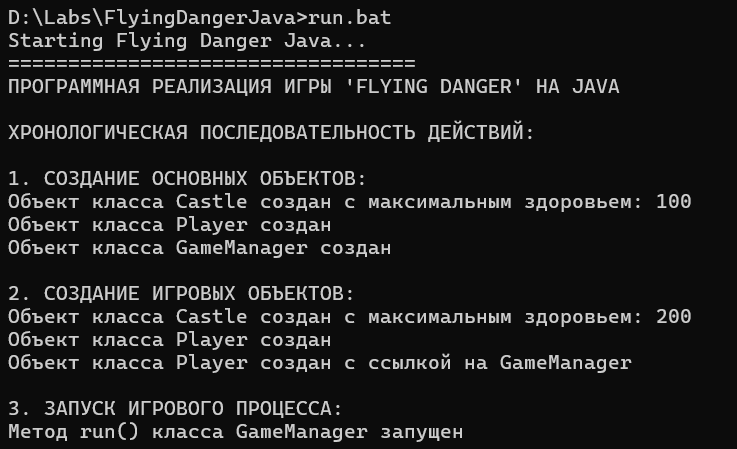 D:\Labs\FlyingDangerJava>run.bat
Starting Flying Danger Java...
==================================
ПРОГРАММНАЯ РЕАЛИЗАЦИЯ ИГРЫ 'FLYING DANGER' НА JAVA
ХРОНОЛОГИЧЕСКАЯ ПОСЛЕДОВАТЕЛЬНОСТЬ ДЕЙСТВИЙ:
1. СОЗДАНИЕ ОСНОВНЫХ ОБЪЕКТОВ:
Объект класса Castle создан с максимальным здоровьем: 100
Объект класса Player создан
Объект класса GameManager создан
2. СОЗДАНИЕ ИГРОВЫХ ОБЪЕКТОВ:
Объект класса Castle создан с максимальным здоровьем: 200
Объект класса Player создан
Объект класса Player создан с ссылкой на GameManager
3. ЗАПУСК ИГРОВОГО ПРОЦЕССА:
Метод run() класса GameManager запущен